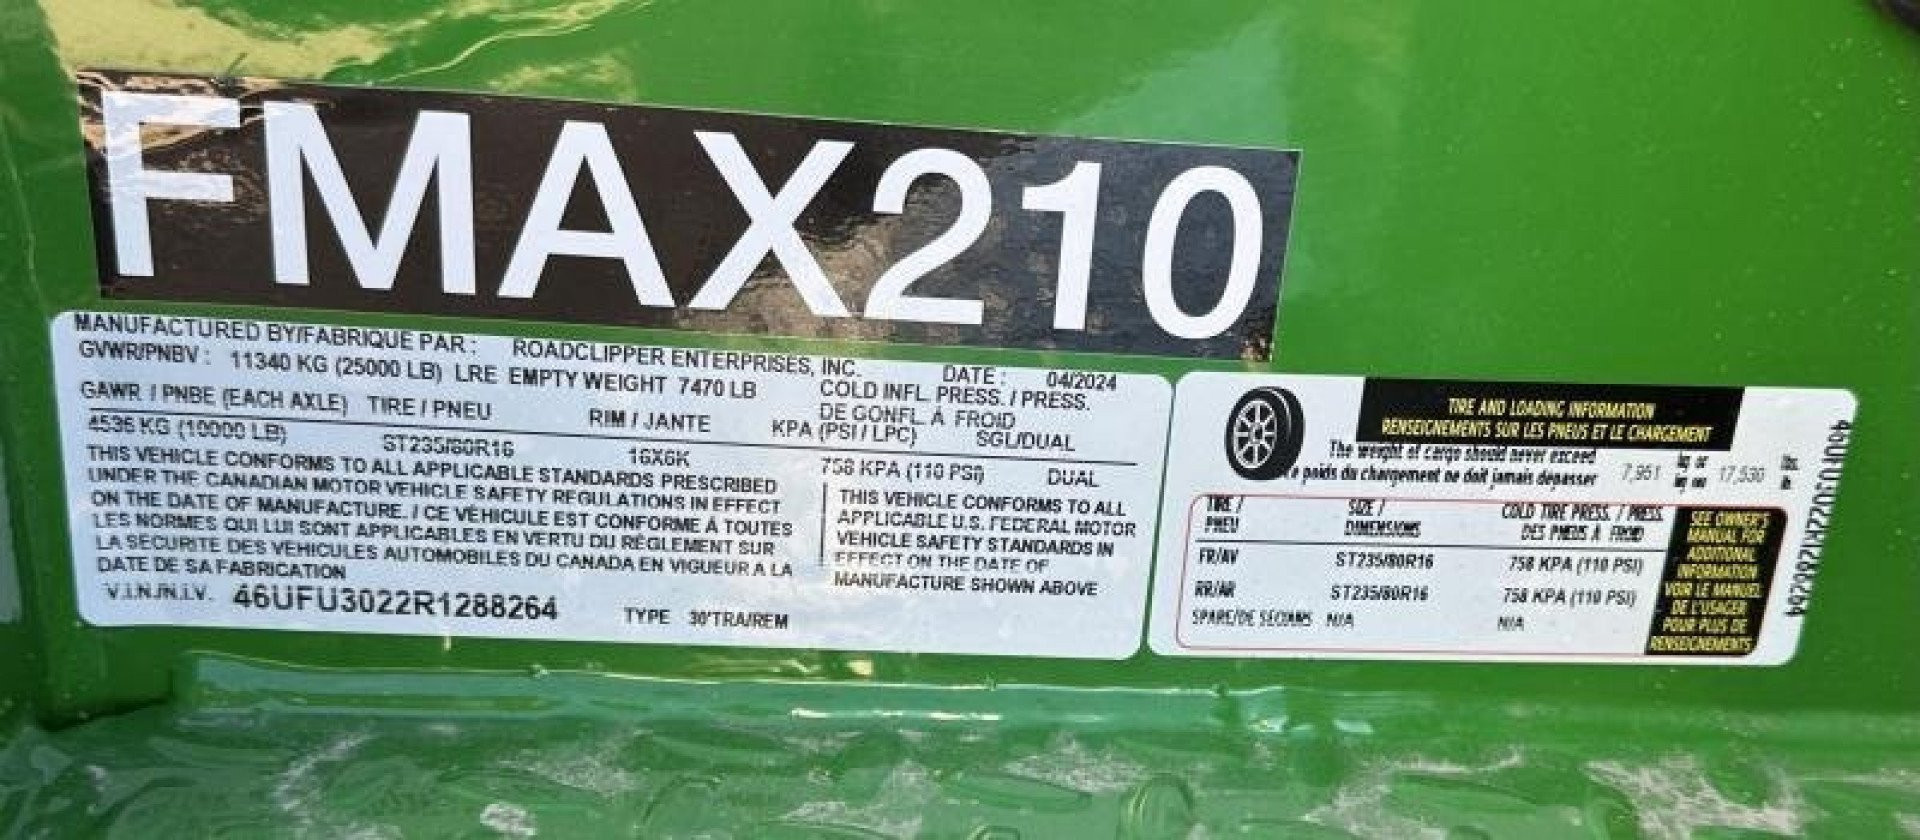 FMAX210
MANUFACTURED BY/FABRIQUE PAR : ROADCLIPPER ENTERPRISES, INC. DATE : 04/2024
GVWR/PNBV : 11340 KG (25000 LB) LRE EMPTY WEIGHT 7470 LB COLD INFL. PRESS. / PRESS.
DE GONFL. À FROID
GAWR / PNBE (EACH AXLE) TIRE / PNEU RIM / JANTE KPA (PSI / LPC) SGL/DUAL
4536 KG (10000 LB) ST235/80R16 16X6K 758 KPA (110 PSI) DUAL
THIS VEHICLE CONFORMS TO ALL APPLICABLE STANDARDS PRESCRIBED
UNDER THE CANADIAN MOTOR VEHICLE SAFETY REGULATIONS IN EFFECT
ON THE DATE OF MANUFACTURE. / CE VÉHICULE EST CONFORME À TOUTES
LES NORMES QUI LUI SONT APPLICABLES EN VERTU DU RÈGLEMENT SUR
LA SECURITE DES VEHICULES AUTOMOBILES DU CANADA EN VIGUEUR A LA
DATE DE SA FABRICATION
THIS VEHICLE CONFORMS TO ALL
APPLICABLE U.S. FEDERAL MOTOR
VEHICLE SAFETY STANDARDS IN
EFFECT ON THE DATE OF
MANUFACTURE SHOWN ABOVE
V.I.N./N.I.V. 46UFU3022R1288264 TYPE 30'TRA/REM
TIRE AND LOADING INFORMATION
RENSEIGNEMENTS SUR LES PNEUS ET LE CHARGEMENT
The weight of cargo should never exceed
Le poids du chargement ne doit jamais dépasser 7,951 kg or kg ou 17,530 lbs. lb.
TIRE / SIZE / COLD TIRE PRESS. / PRESS.
PNEU DIMENSIONS DES PNEUS À FROID
FR/AV ST235/80R16 758 KPA (110 PSI)
RR/AR ST235/80R16 758 KPA (110 PSI)
SPARE/DE SECOURS N/A N/A
SEE OWNER'S
MANUAL FOR
ADDITIONAL
INFORMATION
VOIR LE MANUEL
DE L'USAGER
POUR PLUS DE
RENSEIGNEMENTS
46UFU3022R1288264